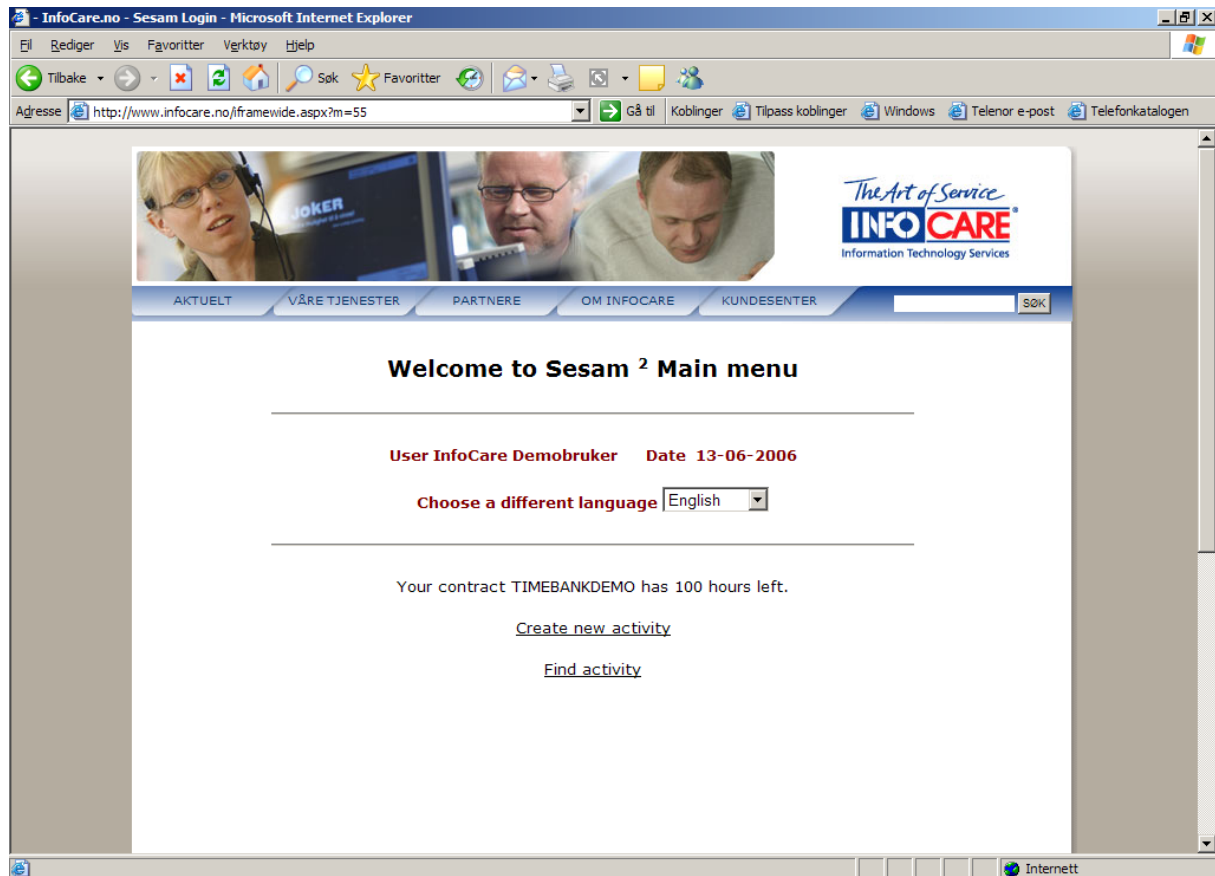 - InfoCare.no - Sesam Login - Microsoft Internet Explorer
Fil Rediger Vis Favoritter Verktøy Hjelp
Tilbake Søk Favoritter
Adresse http://www.infocare.no/iframewide.aspx?m=55 Gå til Koblinger Tilpass koblinger Windows Telenor e-post Telefonkatalogen
JOKER
The Art of Service
INFO CARE®
Information Technology Services
AKTUELT VÅRE TJENESTER PARTNERE OM INFOCARE KUNDESENTER SØK
Welcome to Sesam ² Main menu
User InfoCare Demobruker Date 13-06-2006
Choose a different language English
Your contract TIMEBANKDEMO has 100 hours left.
Create new activity
Find activity
Internett